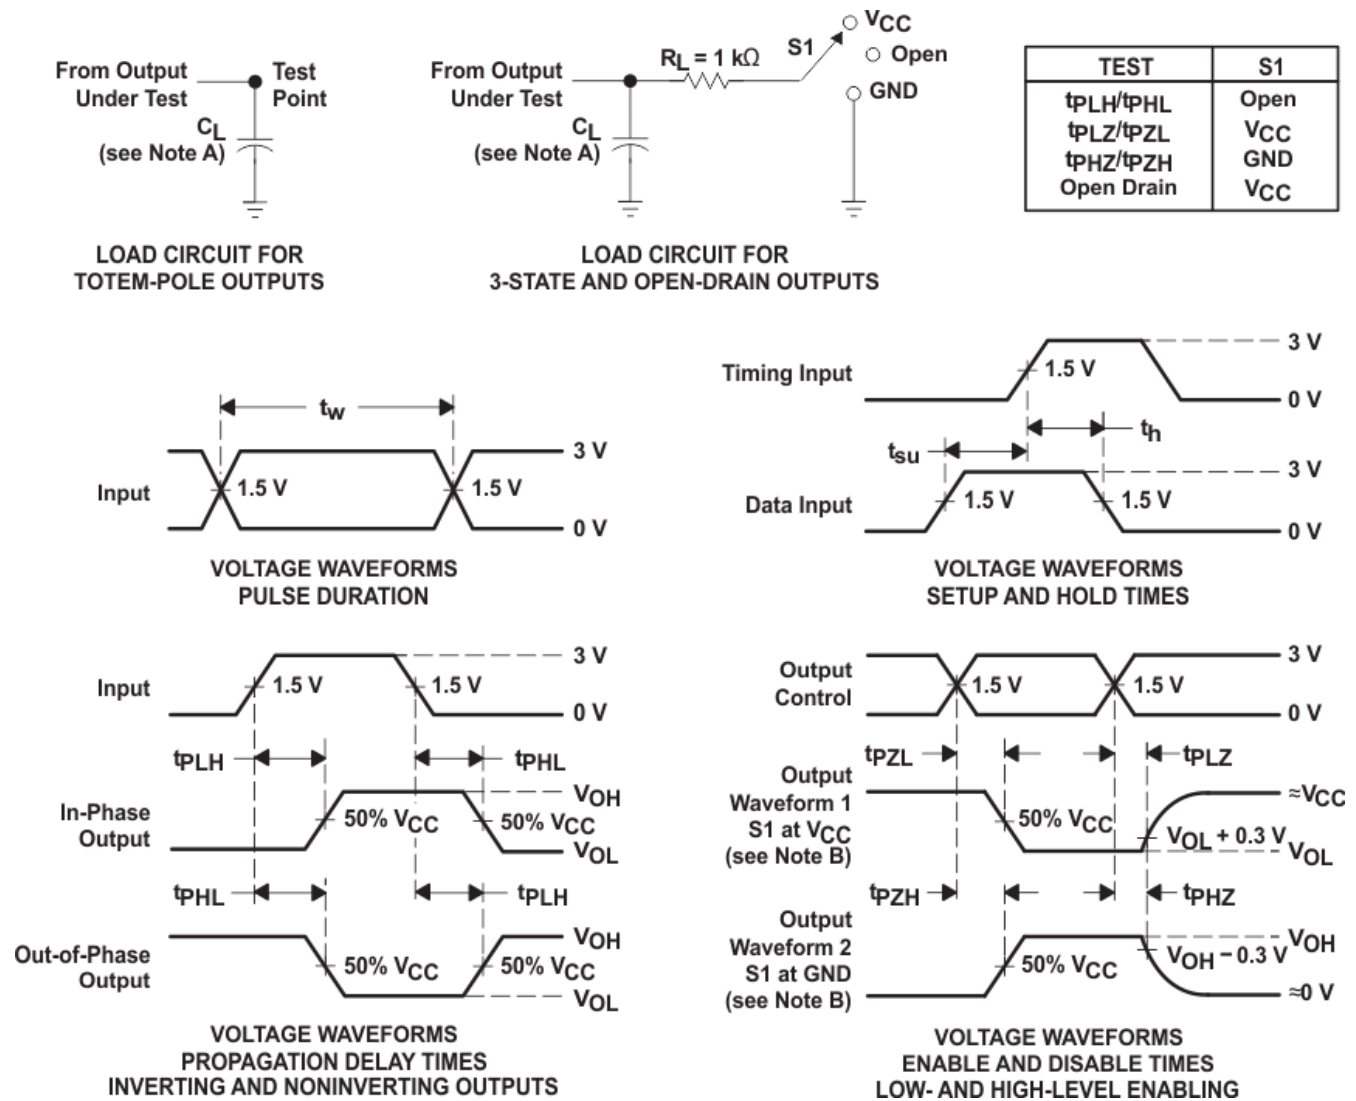 From Output
Under Test
Test
Point
CL
(see Note A)
LOAD CIRCUIT FOR
TOTEM-POLE OUTPUTS
From Output
Under Test
RL = 1 kΩ
S1
VCC
Open
GND
CL
(see Note A)
LOAD CIRCUIT FOR
3-STATE AND OPEN-DRAIN OUTPUTS
TEST S1
tPLH/tPHL Open
tPLZ/tPZL VCC
tPHZ/tPZH GND
Open Drain VCC
tw
3 V
Input
1.5 V 1.5 V
0 V
VOLTAGE WAVEFORMS
PULSE DURATION
3 V
Timing Input
1.5 V
0 V
th
tsu
3 V
Data Input
1.5 V 1.5 V
0 V
VOLTAGE WAVEFORMS
SETUP AND HOLD TIMES
3 V
Input
1.5 V 1.5 V
0 V
tPLH tPHL
VOH
In-Phase
Output
50% VCC 50% VCC
VOL
tPHL tPLH
VOH
Out-of-Phase
Output
50% VCC 50% VCC
VOL
VOLTAGE WAVEFORMS
PROPAGATION DELAY TIMES
INVERTING AND NONINVERTING OUTPUTS
3 V
Output
Control
1.5 V 1.5 V
0 V
tPZL tPLZ
Output
Waveform 1
S1 at VCC
(see Note B)
≈VCC
50% VCC
VOL + 0.3 V
VOL
tPZH tPHZ
Output
Waveform 2
S1 at GND
(see Note B)
VOH
50% VCC
VOH − 0.3 V
≈0 V
VOLTAGE WAVEFORMS
ENABLE AND DISABLE TIMES
LOW- AND HIGH-LEVEL ENABLING